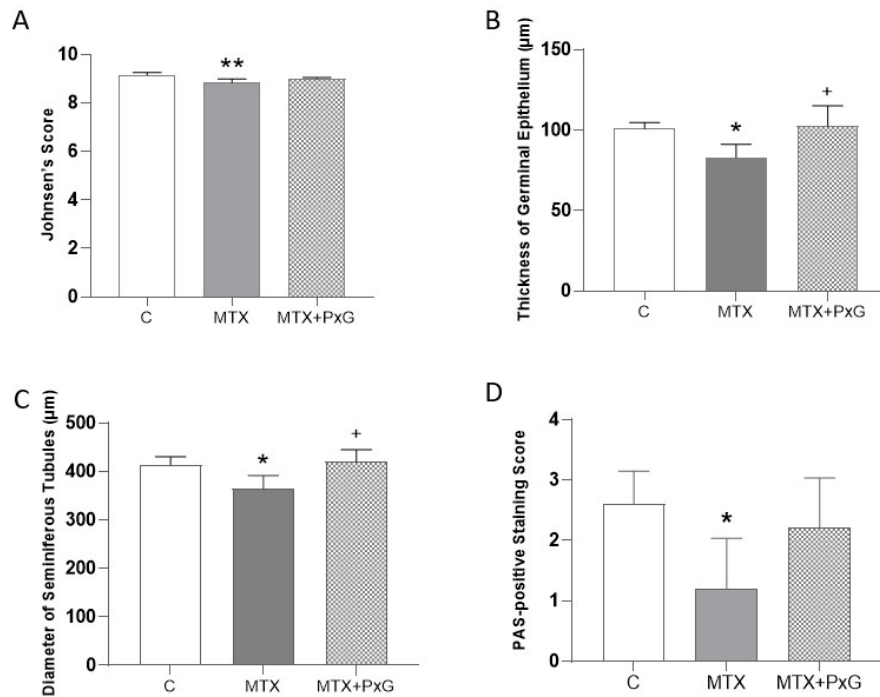 A
Johnsen's Score
10
8
6
4
2
0
**
C
MTX
MTX+PxG
B
Thickness of Germinal Epithelium (µm)
150
100
50
0
*
+
C
MTX
MTX+PxG
C
Diameter of Seminiferous Tubules (µm)
500
400
300
200
100
0
*
+
C
MTX
MTX+PxG
D
PAS-positive Staining Score
4
3
2
1
0
*
C
MTX
MTX+PxG